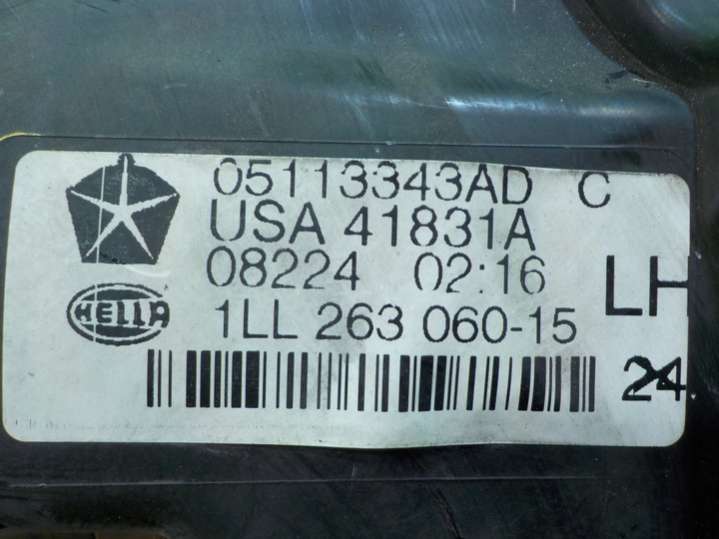 05113343AD C
USA 41831A
08224 02:16
LH
HELLA
1LL 263 060-15
24